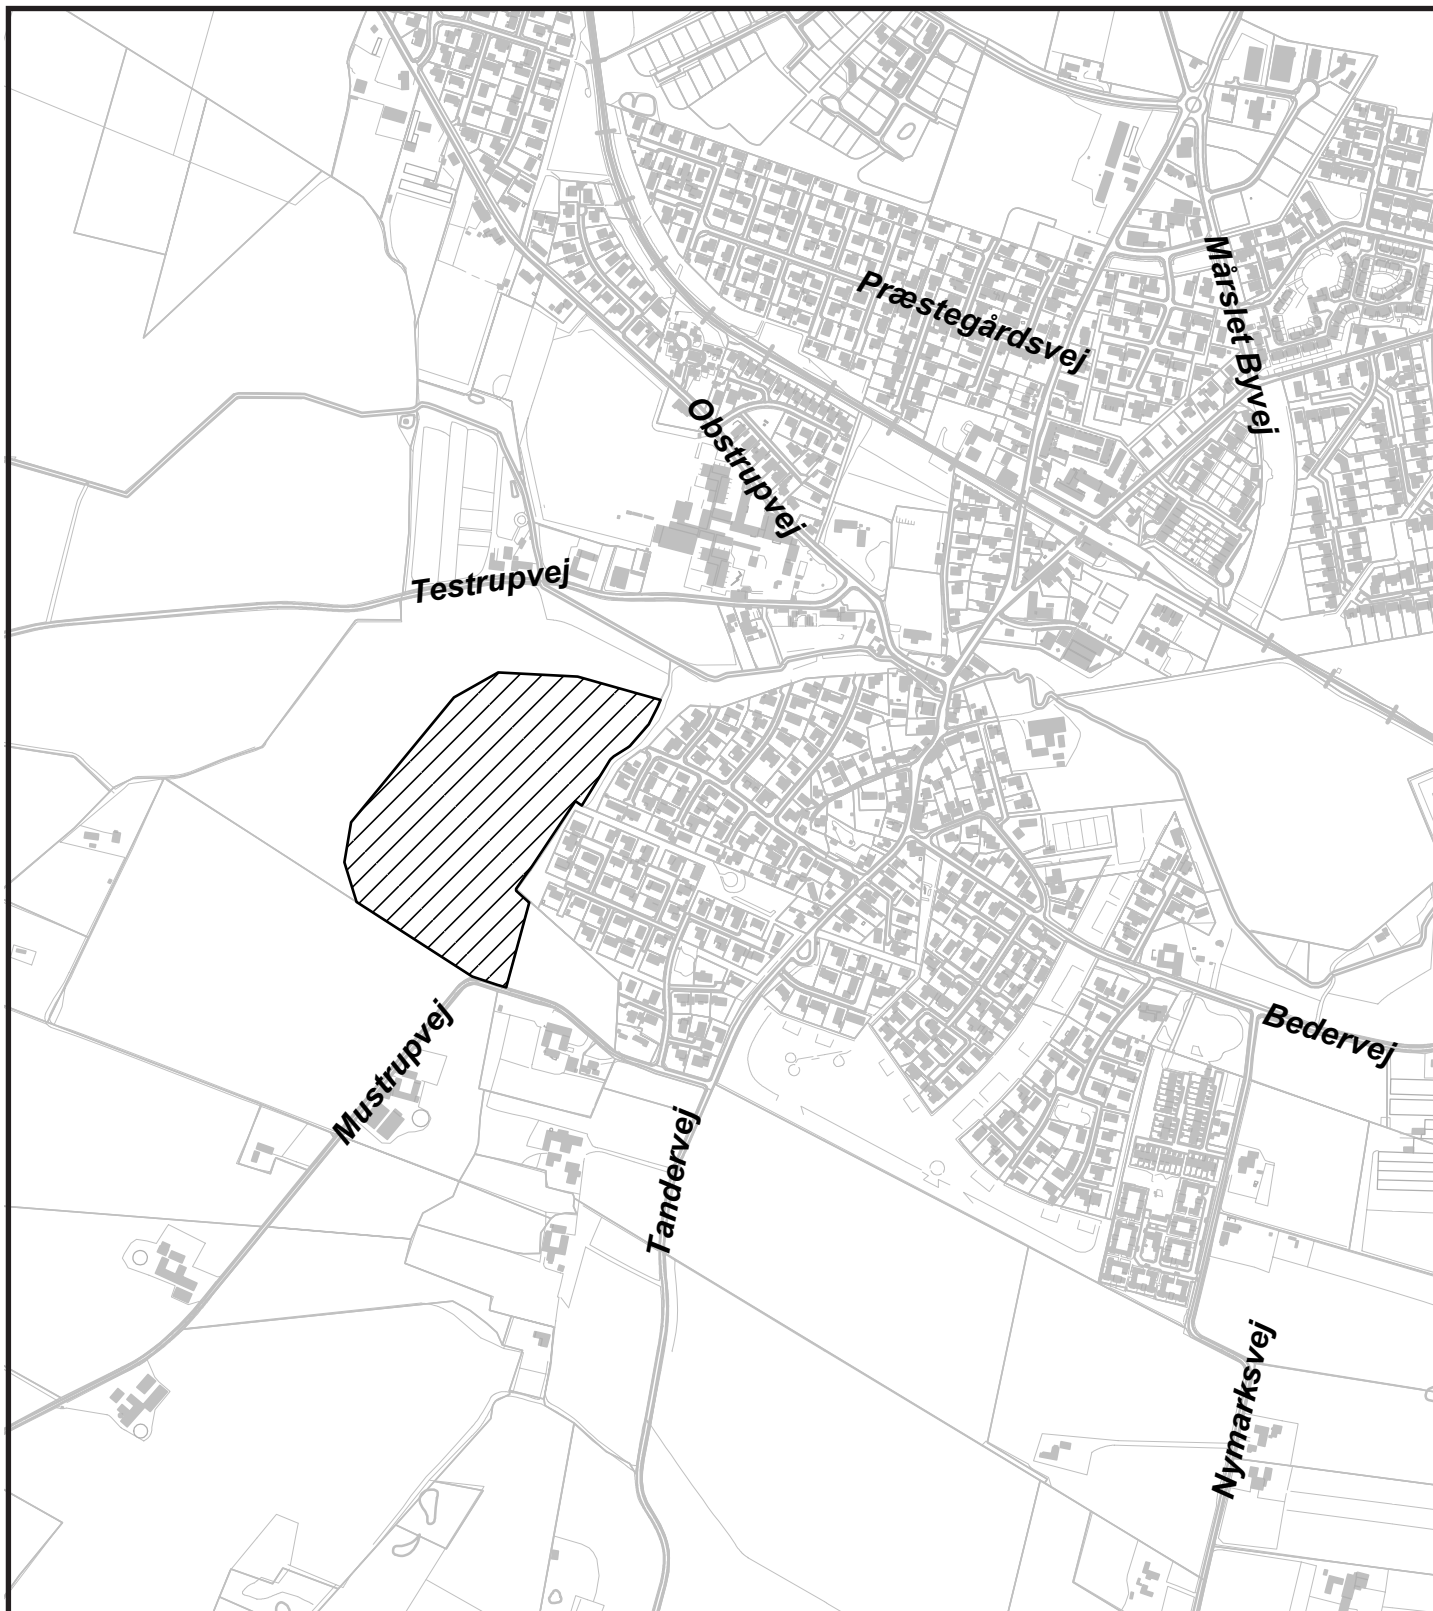 Præstegårdsvej
Mårslet Byvej
Obstrupvej
Testrupvej
Bedervej
Mustrupvej
Tandervej
Nymarksvej